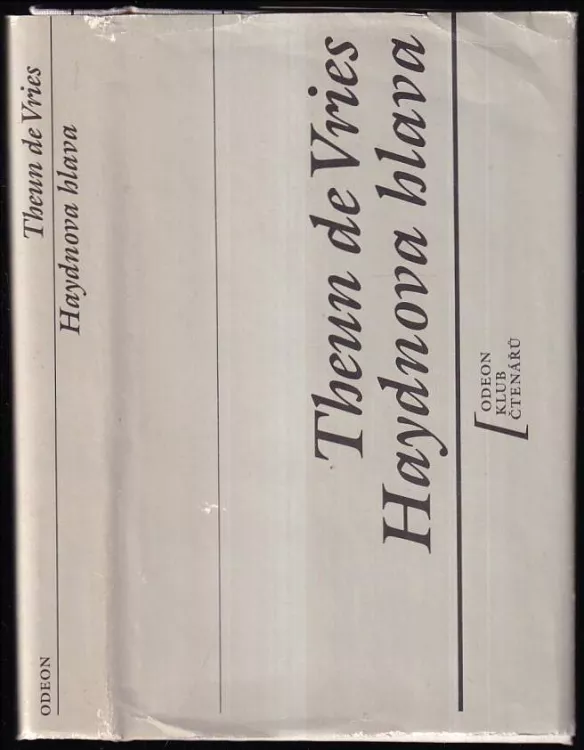 Theun de Vries
Haydnova hlava
ODEON
Theun de Vries
Haydnova hlava
ODEON
KLUB
ČTENÁŘŮ